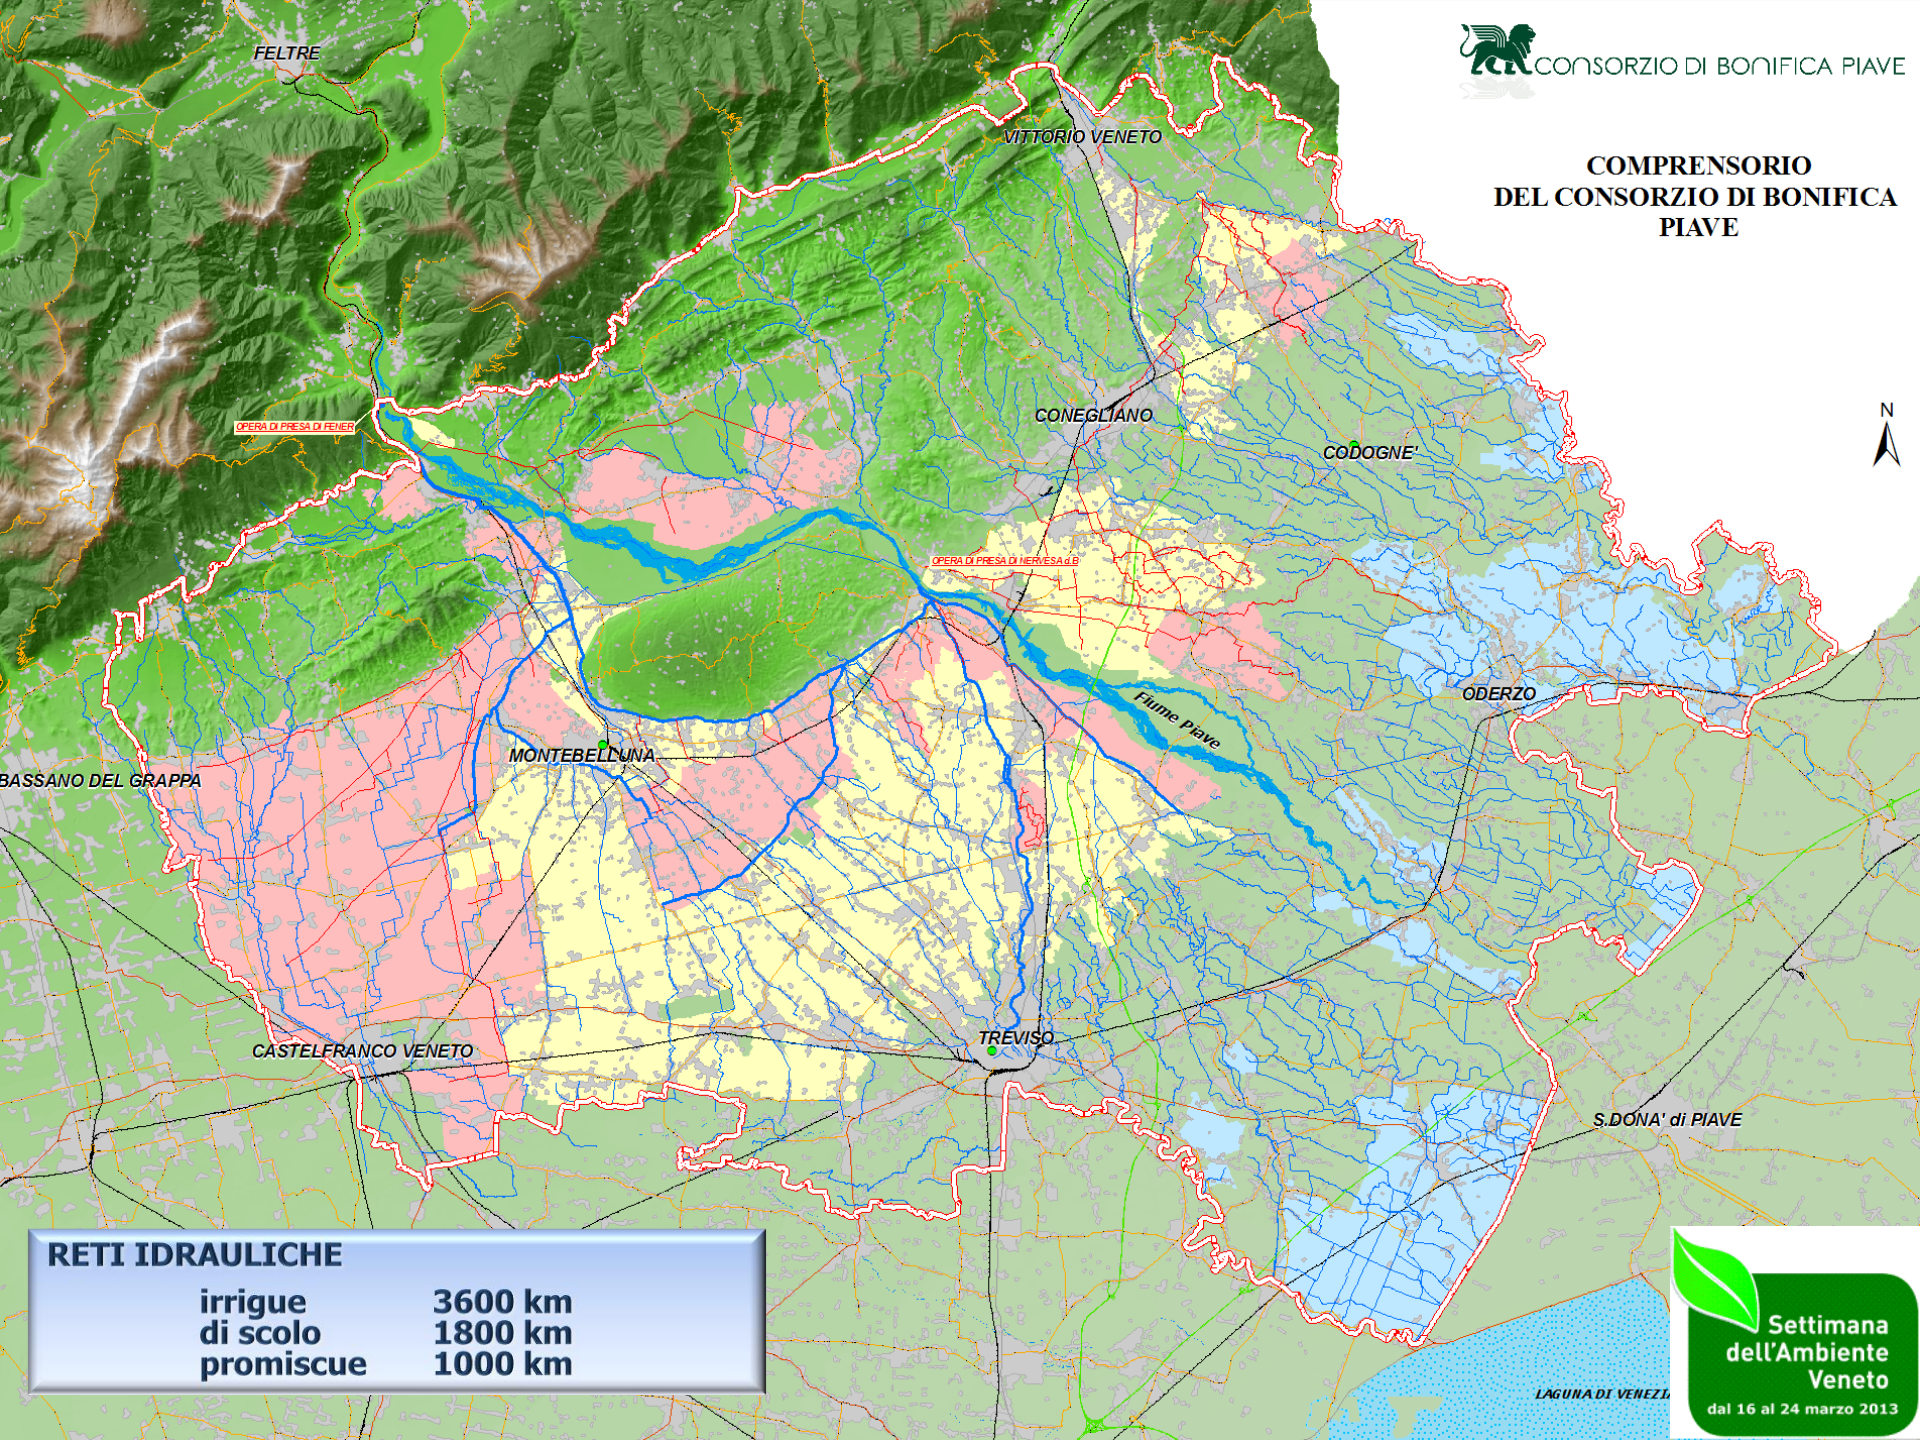 CONSORZIO DI BONIFICA PIAVE
COMPRENSORIO
DEL CONSORZIO DI BONIFICA
PIAVE
N
FELTRE
VITTORIO VENETO
OPERA DI PRESA DI FENER
CONEGLIANO
CODOGNE'
OPERA DI PRESA DI NERVESA d.B
ODERZO
Fiume Piave
MONTEBELLUNA
BASSANO DEL GRAPPA
TREVISO
CASTELFRANCO VENETO
S.DONA' di PIAVE
LAGUNA DI VENEZIA
RETI IDRAULICHE
irrigue 3600 km
di scolo 1800 km
promiscue 1000 km
Settimana
dell'Ambiente
Veneto
dal 16 al 24 marzo 2013